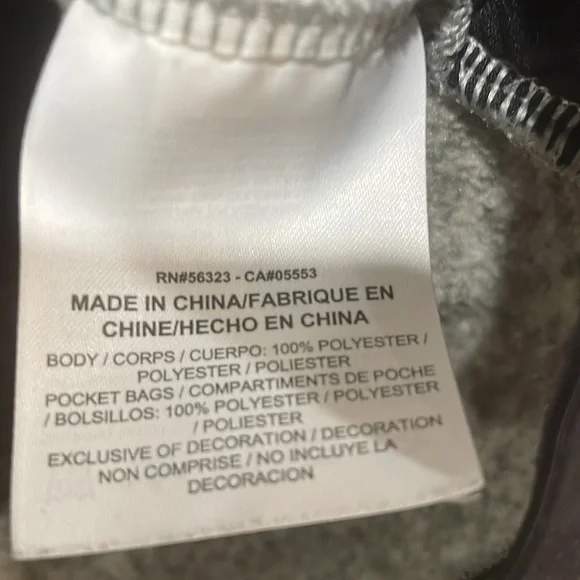 RN#56323 - CA#05553
MADE IN CHINA/FABRIQUE EN
CHINE/HECHO EN CHINA
BODY / CORPS / CUERPO: 100% POLYESTER /
POLYESTER / POLIESTER
POCKET BAGS / COMPARTIMENTS DE POCHE
/ BOLSILLOS: 100% POLYESTER / POLYESTER
/ POLIESTER
EXCLUSIVE OF DECORATION / DECORATION
NON COMPRISE / NO INCLUYE LA
DECORACION